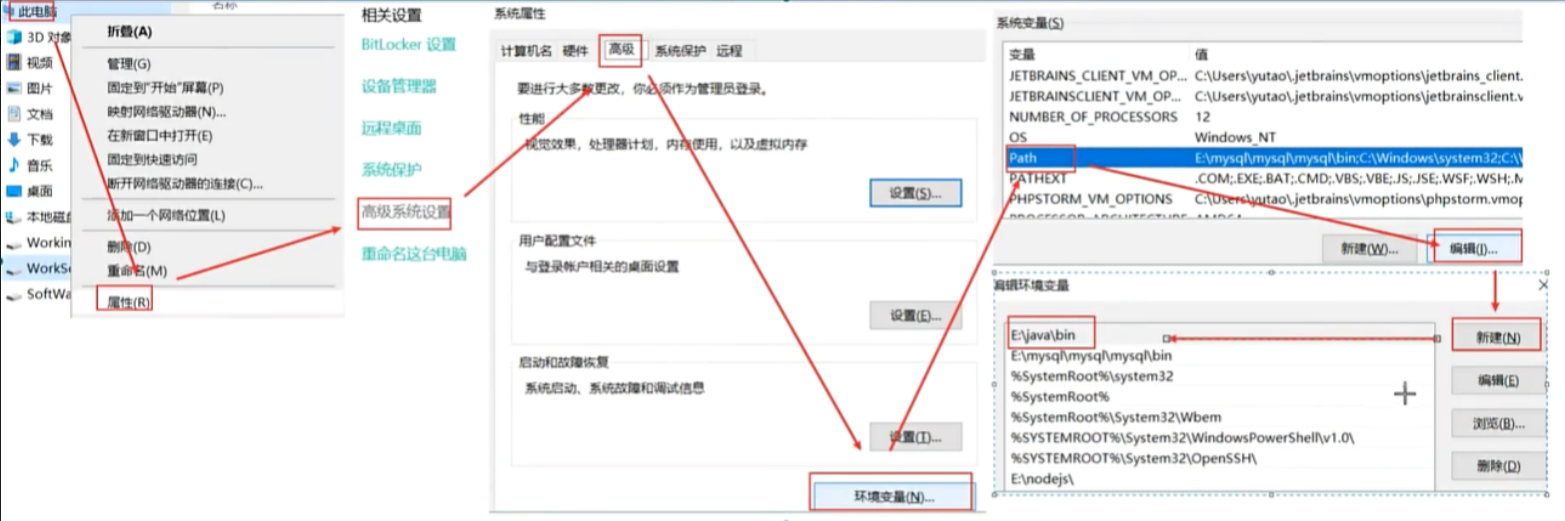 名称
此电脑
3D 对象
视频
图片
文档
下载
音乐
桌面
本地磁盘
Workin
WorkSo
SoftWa
折叠(A)
管理(G)
固定到"开始"屏幕(P)
映射网络驱动器(N)...
在新窗口中打开(E)
固定到快速访问
断开网络驱动器的连接(C)...
添加一个网络位置(L)
删除(D)
重命名(M)
属性(R)
相关设置
BitLocker 设置
设备管理器
远程桌面
系统保护
高级系统设置
重命名这台电脑
系统属性
计算机名 硬件 高级 系统保护 远程
要进行大多数更改，你必须作为管理员登录。
性能
视觉效果，处理器计划，内存使用，以及虚拟内存
设置(S)...
用户配置文件
与登录帐户相关的桌面设置
设置(E)...
启动和故障恢复
系统启动、系统故障和调试信息
设置(T)...
环境变量(N)...
系统变量(S)
变量 值
JETBRAINS_CLIENT_VM_OP... C:\Users\yutao\.jetbrains\vmoptions\jetbrains_client.
JETBRAINSCLIENT_VM_OP... C:\Users\yutao\.jetbrains\vmoptions\jetbrainsclient.v
NUMBER_OF_PROCESSORS 12
OS Windows_NT
Path E:\mysql\mysql\mysql\bin;C:\Windows\system32;C:\
PATHEXT .COM;.EXE;.BAT;.CMD;.VBS;.VBE;.JS;.JSE;.WSF;.WSH;.M
PHPSTORM_VM_OPTIONS C:\Users\yutao\.jetbrains\vmoptions\phpstorm.vmop
PROCESSOR_ARCHITECTURE AMD64
新建(W)... 编辑(I)...
编辑环境变量
E:\java\bin
E:\mysql\mysql\mysql\bin
%SystemRoot%\system32
%SystemRoot%
%SystemRoot%\System32\Wbem
%SYSTEMROOT%\System32\WindowsPowerShell\v1.0\
%SYSTEMROOT%\System32\OpenSSH\
E:\nodejs\
新建(N)
编辑(E)
浏览(B)...
删除(D)